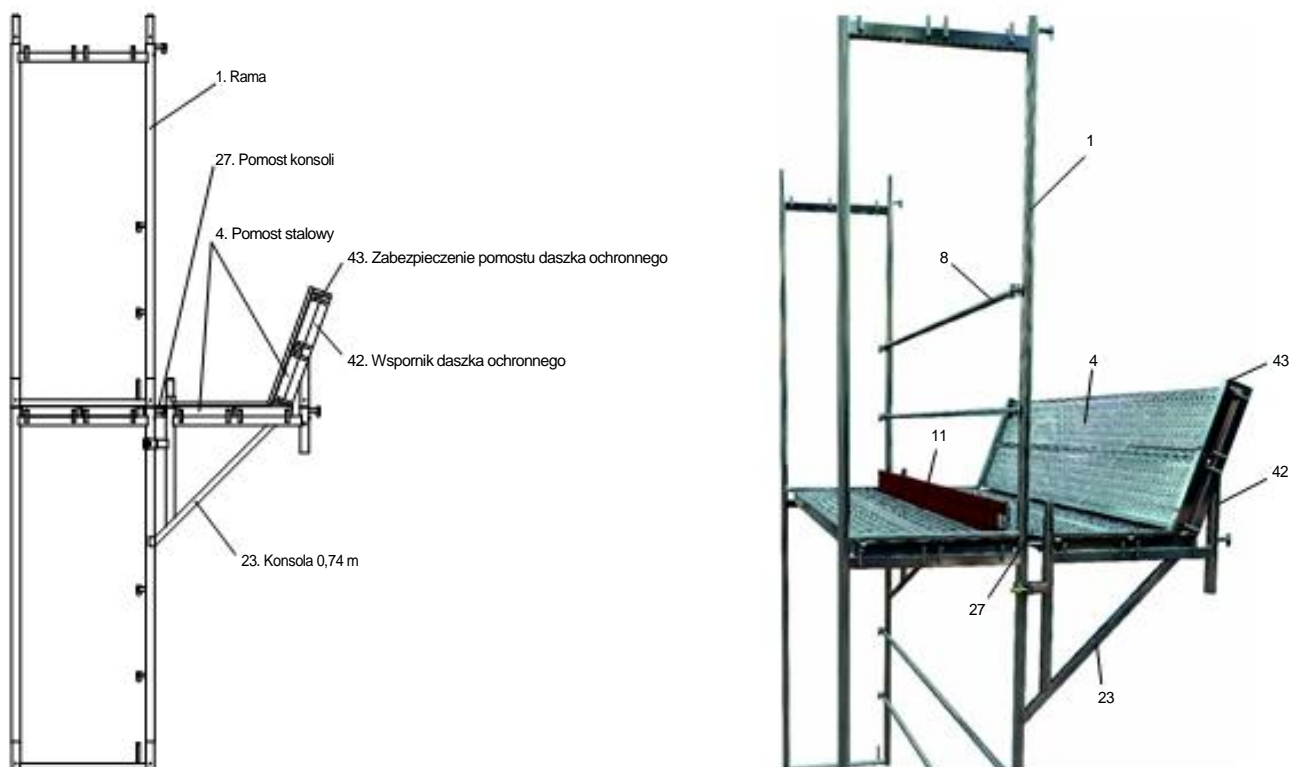 1. Rama
27. Pomost konsoli
4. Pomost stalowy
43. Zabezpieczenie pomostu daszka ochronnego
42. Wspornik daszka ochronnego
23. Konsola 0,74 m
1
8
4
43
11
42
27
23